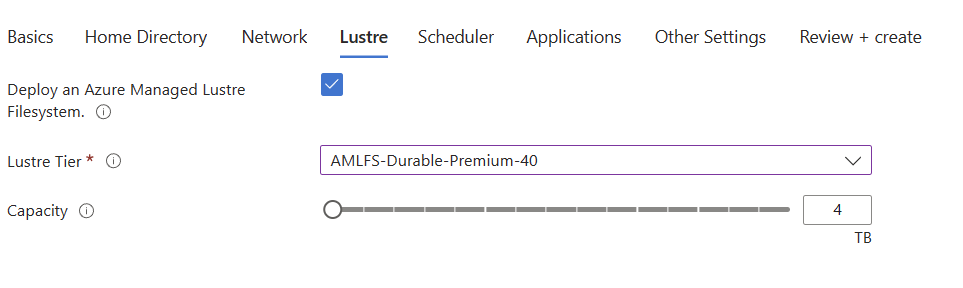 Basics Home Directory Network Lustre Scheduler Applications Other Settings Review + create
Deploy an Azure Managed Lustre
Filesystem.
Lustre Tier * AMLFS-Durable-Premium-40
Capacity 4
TB